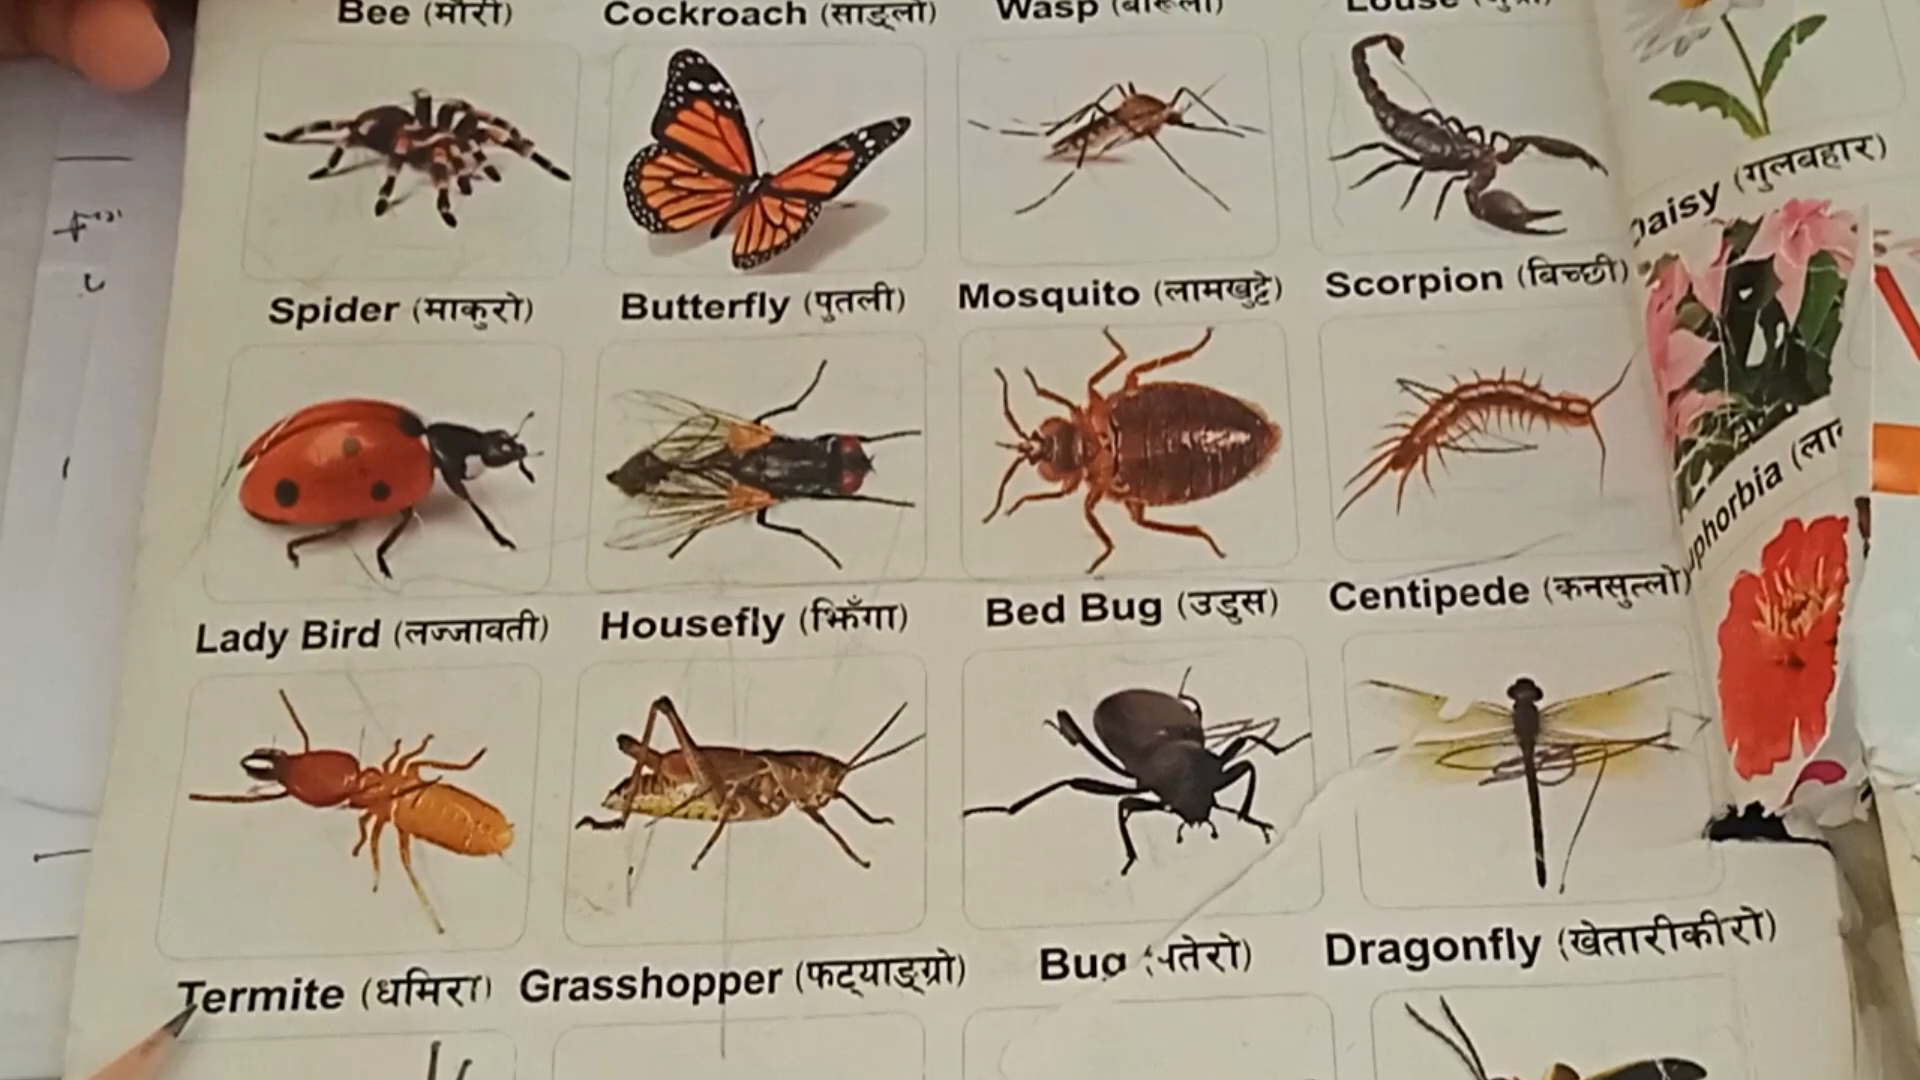 Bee (मौरी) Cockroach (साङ्लो) Wasp
Spider (माकुरो) Butterfly (पुतली) Mosquito (लामखुट्टे) Scorpion (बिच्छी)
Daisy (गुलबहार)
Lady Bird (लज्जावती) Housefly (झिँगा) Bed Bug (उडुस) Centipede (कनसुत्लो)
Termite (धमिरा) Grasshopper (फट्याङ्ग्रो) Bug Dragonfly (खेतारीकीरो)